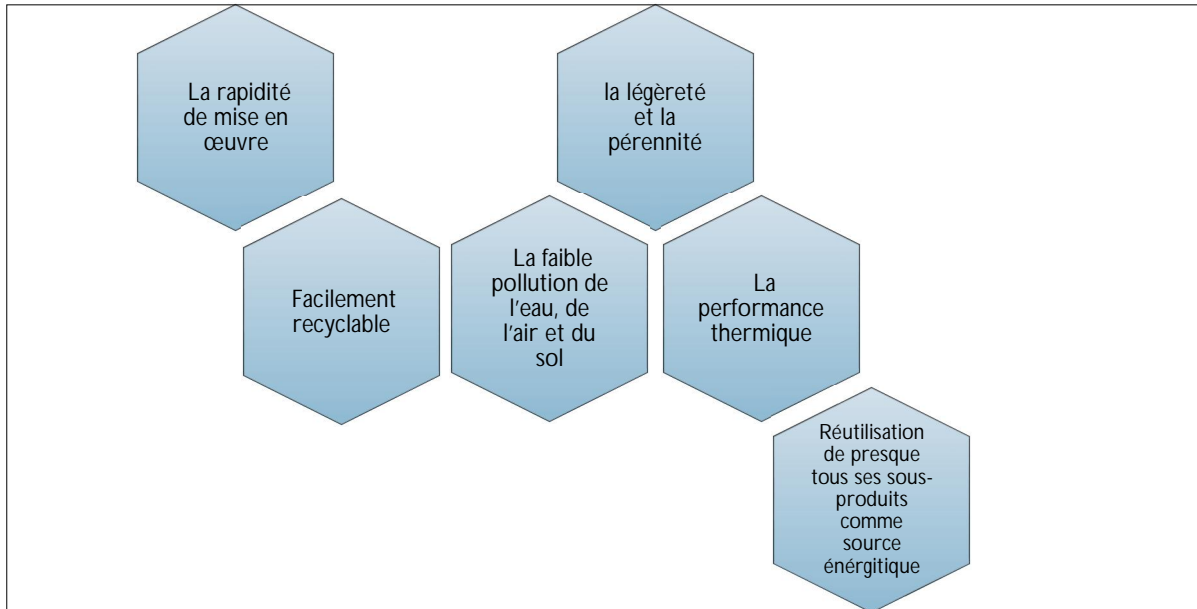 La rapidité
de mise en
œuvre
la légèreté
et la
pérennité
Facilement
recyclable
La faible
pollution de
l'eau, de
l'air et du
sol
La
performance
thermique
Réutilisation
de presque
tous ses sous-
produits
comme
source
énérgitique